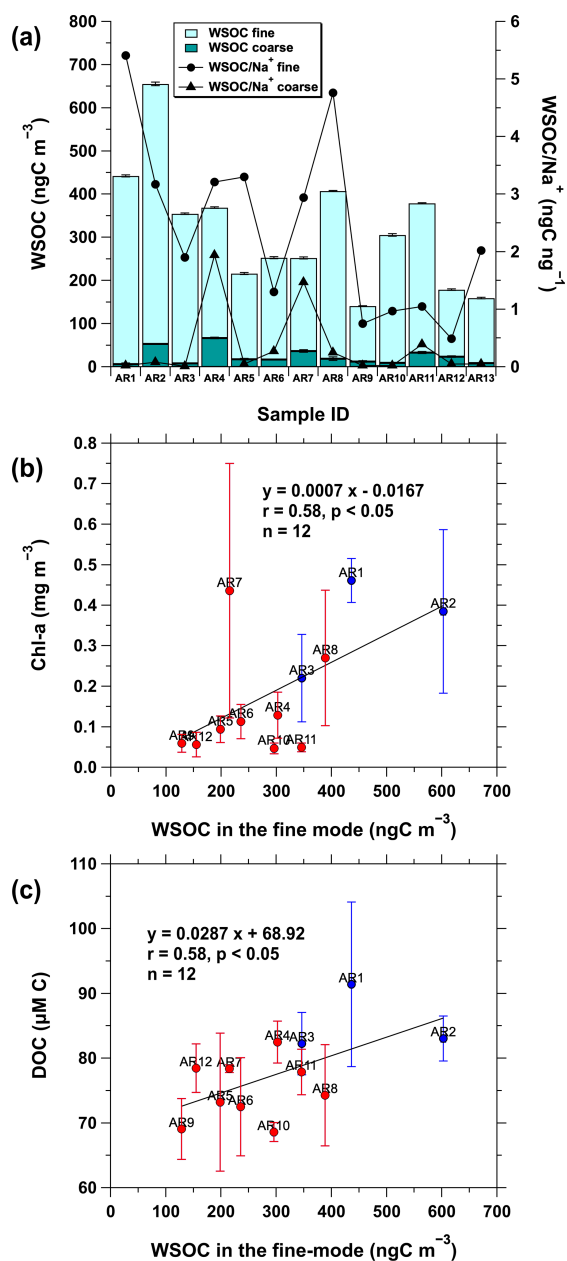 (a)
WSOC fine
WSOC coarse
WSOC/Na⁺ fine
WSOC/Na⁺ coarse
WSOC (ngC m⁻³)
800
700
600
500
400
300
200
100
0
WSOC/Na⁺ (ngC ng⁻¹)
6
5
4
3
2
1
0
AR1 AR2 AR3 AR4 AR5 AR6 AR7 AR8 AR9 AR10 AR11 AR12 AR13
Sample ID
(b)
Chl-a (mg m⁻³)
0.8
0.7
0.6
0.5
0.4
0.3
0.2
0.1
0.0
y = 0.0007 x - 0.0167
r = 0.58, p < 0.05
n = 12
AR7
AR1
AR2
AR8
AR3
AR4
AR6
AR5
AR9
AR12
AR10
AR11
0 100 200 300 400 500 600 700
WSOC in the fine mode (ngC m⁻³)
(c)
DOC (µM C)
110
100
90
80
70
60
y = 0.0287 x + 68.92
r = 0.58, p < 0.05
n = 12
AR1
AR2
AR4
AR3
AR12
AR7
AR11
AR8
AR5
AR6
AR9
AR10
0 100 200 300 400 500 600 700
WSOC in the fine-mode (ngC m⁻³)